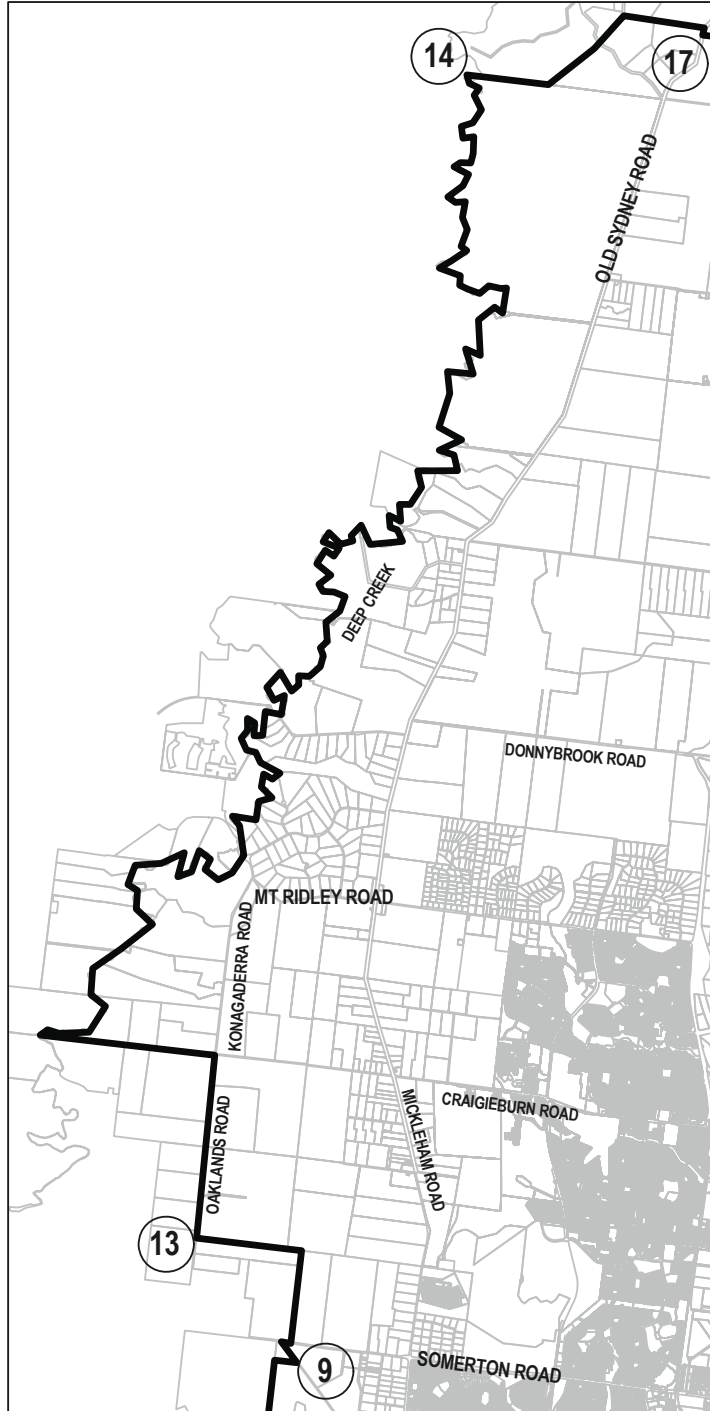 14
17
OLD SYDNEY ROAD
DEEP CREEK
DONNYBROOK ROAD
MT RIDLEY ROAD
KONAGADERRA ROAD
CRAIGIEBURN ROAD
MICKLEHAM ROAD
OAKLANDS ROAD
13
9
SOMERTON ROAD